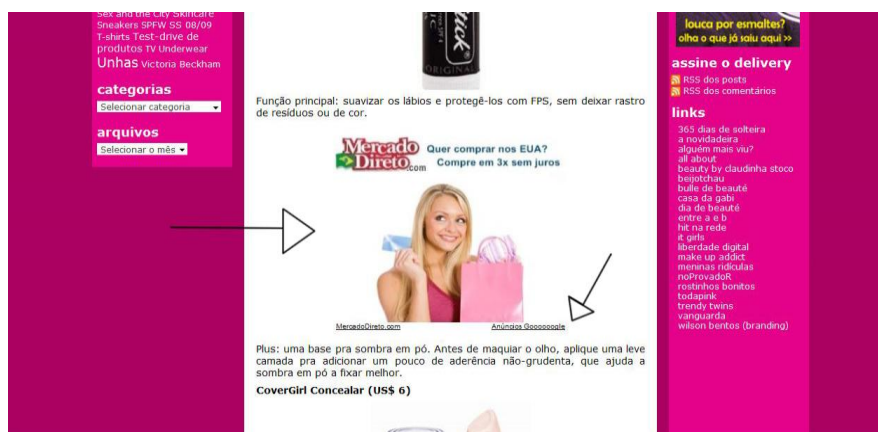 Sex and the City Skincare
Sneakers SPFW SS 08/09
T-shirts Test-drive de
produtos TV Underwear
Unhas Victoria Beckham
categorias
Selecionar categoria
arquivos
Selecionar o mês
Stick
IC
ORIGINAL
Função principal: suavizar os lábios e protegê-los com FPS, sem deixar rastro
de resíduos ou de cor.
Mercado
Direto.com
Quer comprar nos EUA?
Compre em 3x sem juros
MercadoDireto.com
Anúncios Goooooogle
Plus: uma base pra sombra em pó. Antes de maquiar o olho, aplique uma leve
camada pra adicionar um pouco de aderência não-grudenta, que ajuda a
sombra em pó a fixar melhor.
CoverGirl Concealar (US$ 6)
louca por esmaltes?
olha o que já saiu aqui »
assine o delivery
RSS dos posts
RSS dos comentários
links
365 dias de solteira
a novidadeira
alguém mais viu?
all about
beauty by claudinha stoco
beijotchau
bulle de beauté
casa da gabi
dia de beauté
entre a e b
hit na rede
it girls
liberdade digital
make up addict
meninas ridículas
noProvadoR
rostinhos bonitos
todapink
trendy twins
vanguarda
wilson bentos (branding)